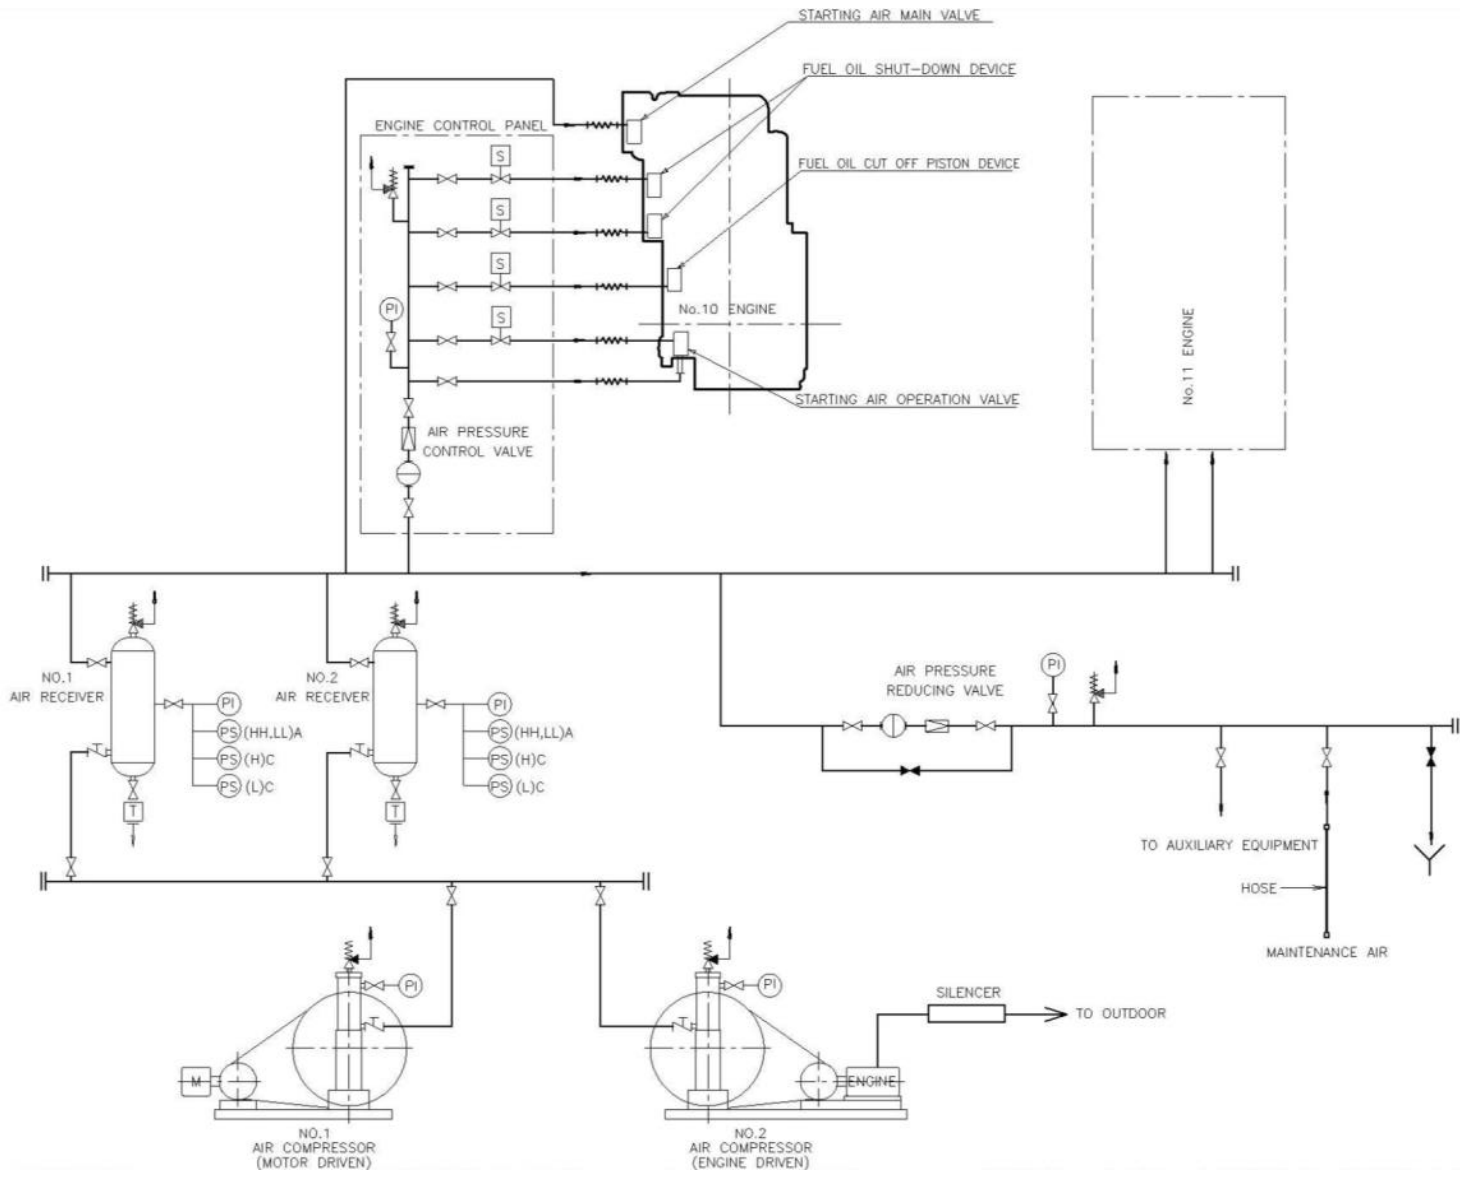 STARTING AIR MAIN VALVE
FUEL OIL SHUT-DOWN DEVICE
ENGINE CONTROL PANEL
S
FUEL OIL CUT OFF PISTON DEVICE
S
S
PI
No.10 ENGINE
S
No.11 ENGINE
STARTING AIR OPERATION VALVE
AIR PRESSURE
CONTROL VALVE
NO.1
AIR RECEIVER
PI
PS (HH,LL)A
PS (H)C
PS (L)C
T
NO.2
AIR RECEIVER
PI
PS (HH,LL)A
PS (H)C
PS (L)C
T
AIR PRESSURE
REDUCING VALVE
PI
TO AUXILIARY EQUIPMENT
HOSE
MAINTENANCE AIR
PI
M
NO.1
AIR COMPRESSOR
(MOTOR DRIVEN)
PI
ENGINE
SILENCER
TO OUTDOOR
NO.2
AIR COMPRESSOR
(ENGINE DRIVEN)